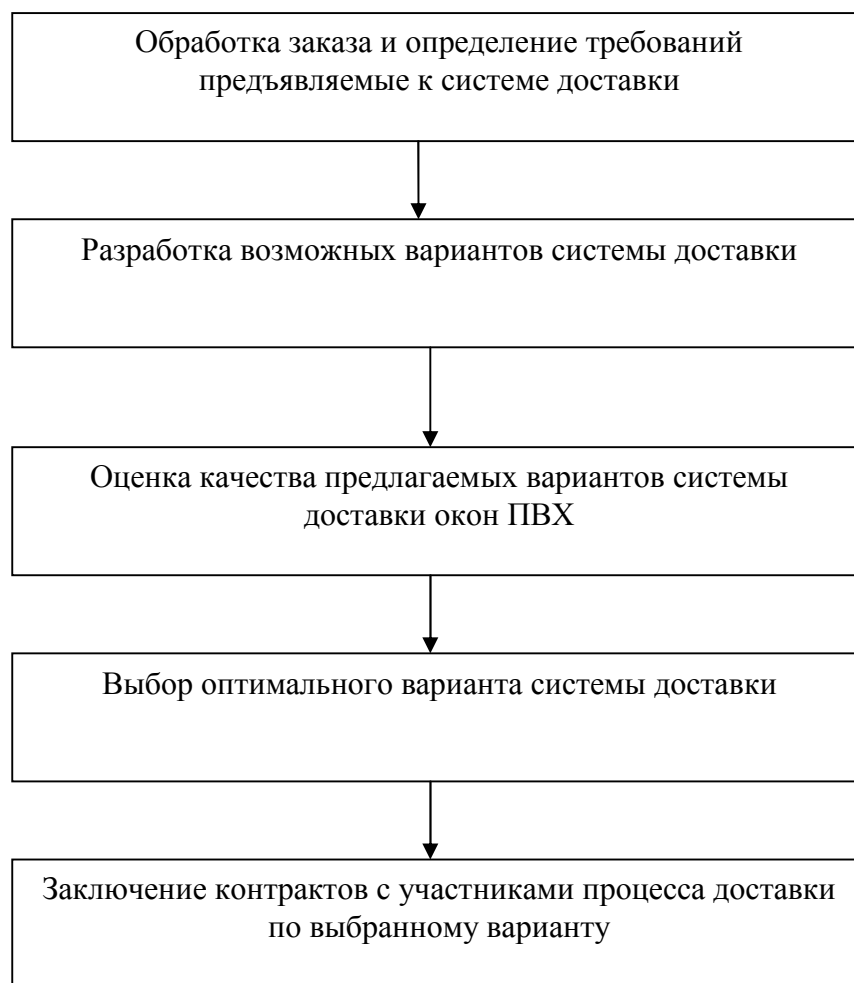 Обработка заказа и определение требований
предъявляемые к системе доставки
Разработка возможных вариантов системы доставки
Оценка качества предлагаемых вариантов системы
доставки окон ПВХ
Выбор оптимального варианта системы доставки
Заключение контрактов с участниками процесса доставки
по выбранному варианту